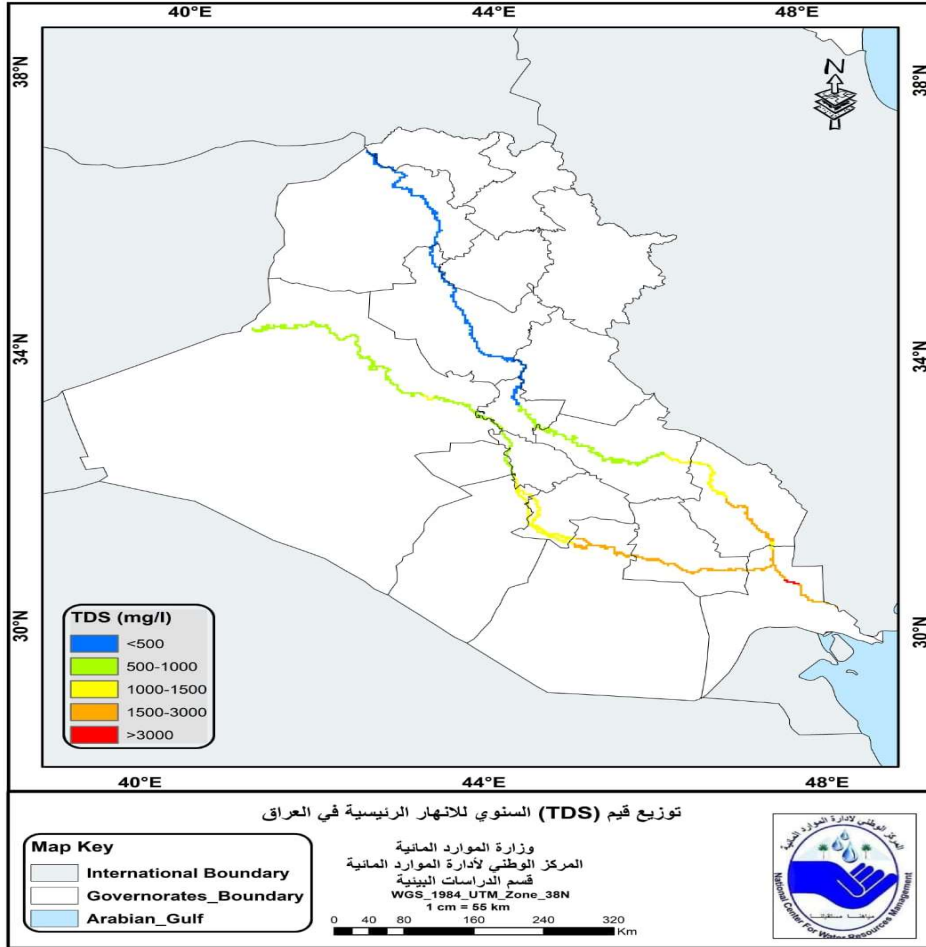 40°E 44°E 48°E
38°N 38°N
N
34°N 34°N
30°N 30°N
TDS (mg/l)
<500
500-1000
1000-1500
1500-3000
>3000
40°E 44°E 48°E
توزيع قيم (TDS) السنوي للانهار الرئيسية في العراق
وزارة الموارد المائية
المركز الوطني لأدارة الموارد المائية
قسم الدراسات البيئية
WGS_1984_UTM_Zone_38N
1 cm = 55 km
0 40 80 160 240 320
Km
Map Key
International Boundary
Governorates_Boundary
Arabian_Gulf
المركز الوطني لادارة الموارد المائية
National Center For Water Resources Management